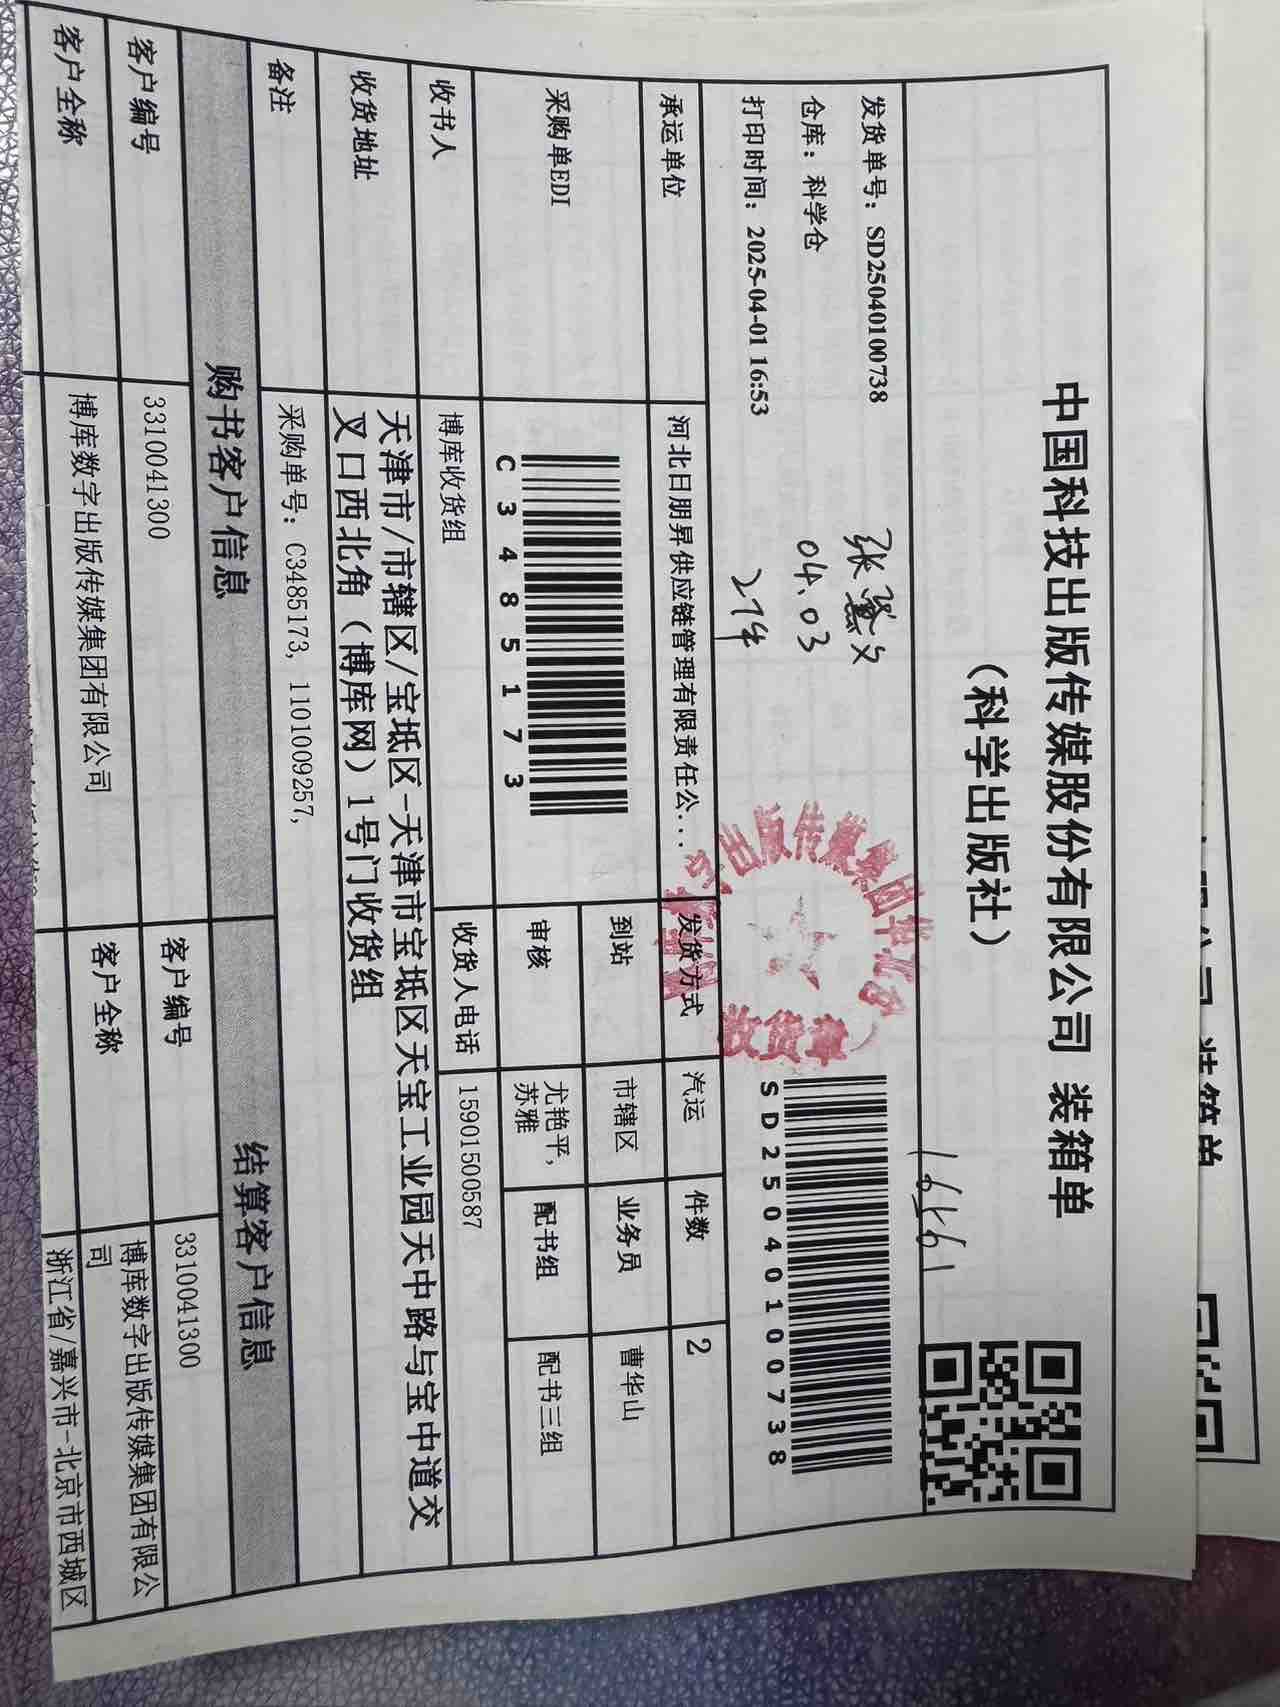 中国科技出版传媒股份有限公司 装箱单
（科学出版社）
发货单号：SD25040100738
仓库：科学仓
打印时间：2025-04-01 16:53
04.03
2件
SD25040100738
收货章
承运单位 河北日朋昇供应链管理有限责任公... 发货方式 汽运 件数 2
采购单EDI C3485173 到站 市辖区 业务员 曹华山
审核 尤艳平，苏雅 配书组 配书三组
收书人 博库收货组 收货人电话 15901500587
收货地址 天津市/市辖区/宝坻区-天津市宝坻区天宝工业园天中路与宝中道交
叉口西北角（博库网）1号门收货组
备注 采购单号：C3485173，1101009257，
购书客户信息 结算客户信息
客户编号 3310041300 客户编号 3310041300
客户全称 博库数字出版传媒集团有限公司 客户全称 博库数字出版传媒集团有限公
司
浙江省/嘉兴市-北京市西城区